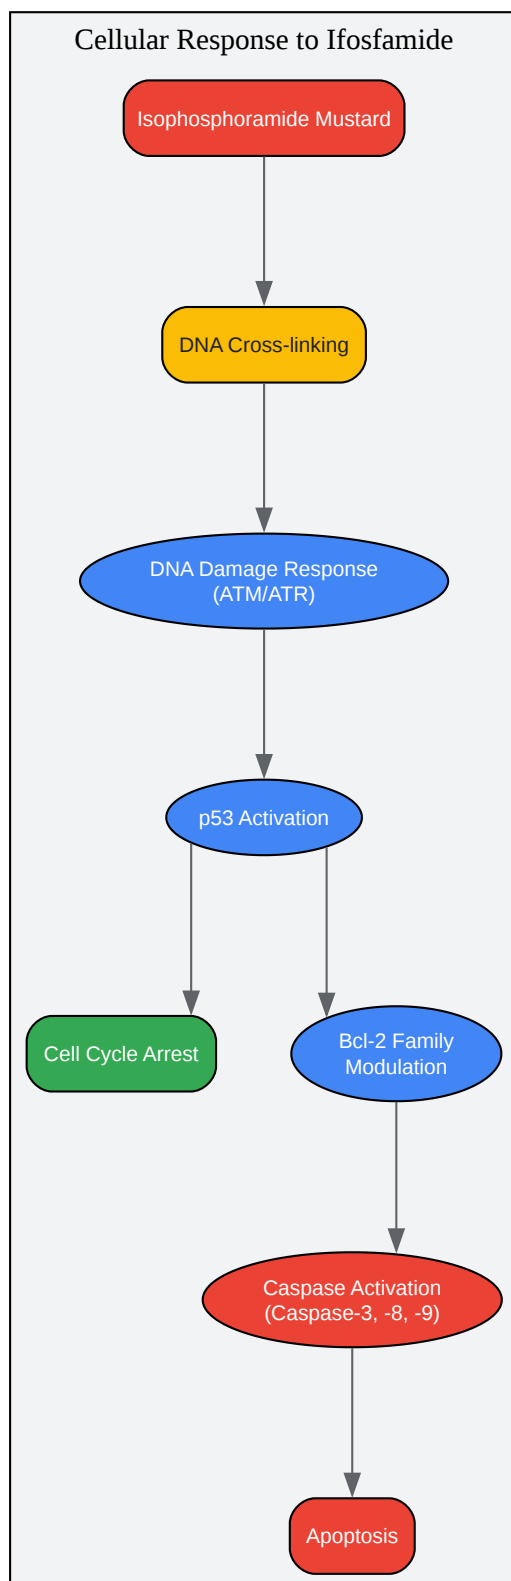 Cellular Response to Ifosfamide
Isophosphoramide Mustard
DNA Cross-linking
DNA Damage Response
(ATM/ATR)
p53 Activation
Cell Cycle Arrest
Bcl-2 Family
Modulation
Caspase Activation
(Caspase-3, -8, -9)
Apoptosis